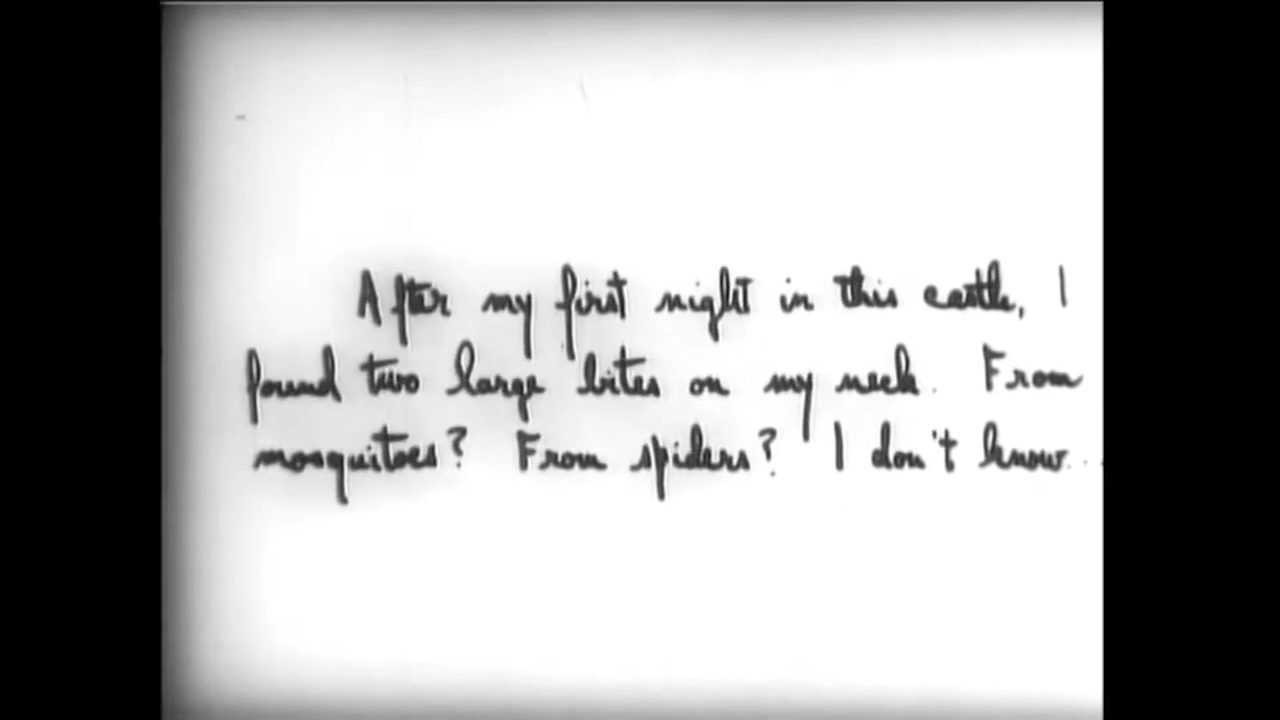 After my first night in this castle, I
found two large bites on my neck. From
mosquitoes? From spiders? I don't know...